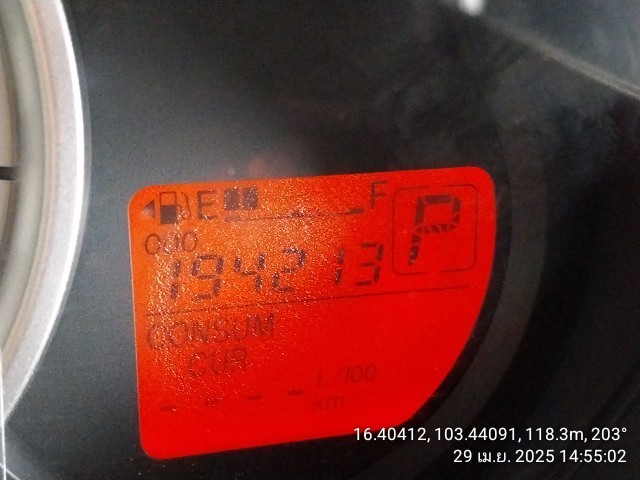 E F
ODO
194213
P
CONSUM
CUR
- - - - L/100
km
16.40412, 103.44091, 118.3m, 203°
29 เม.ย. 2025 14:55:02